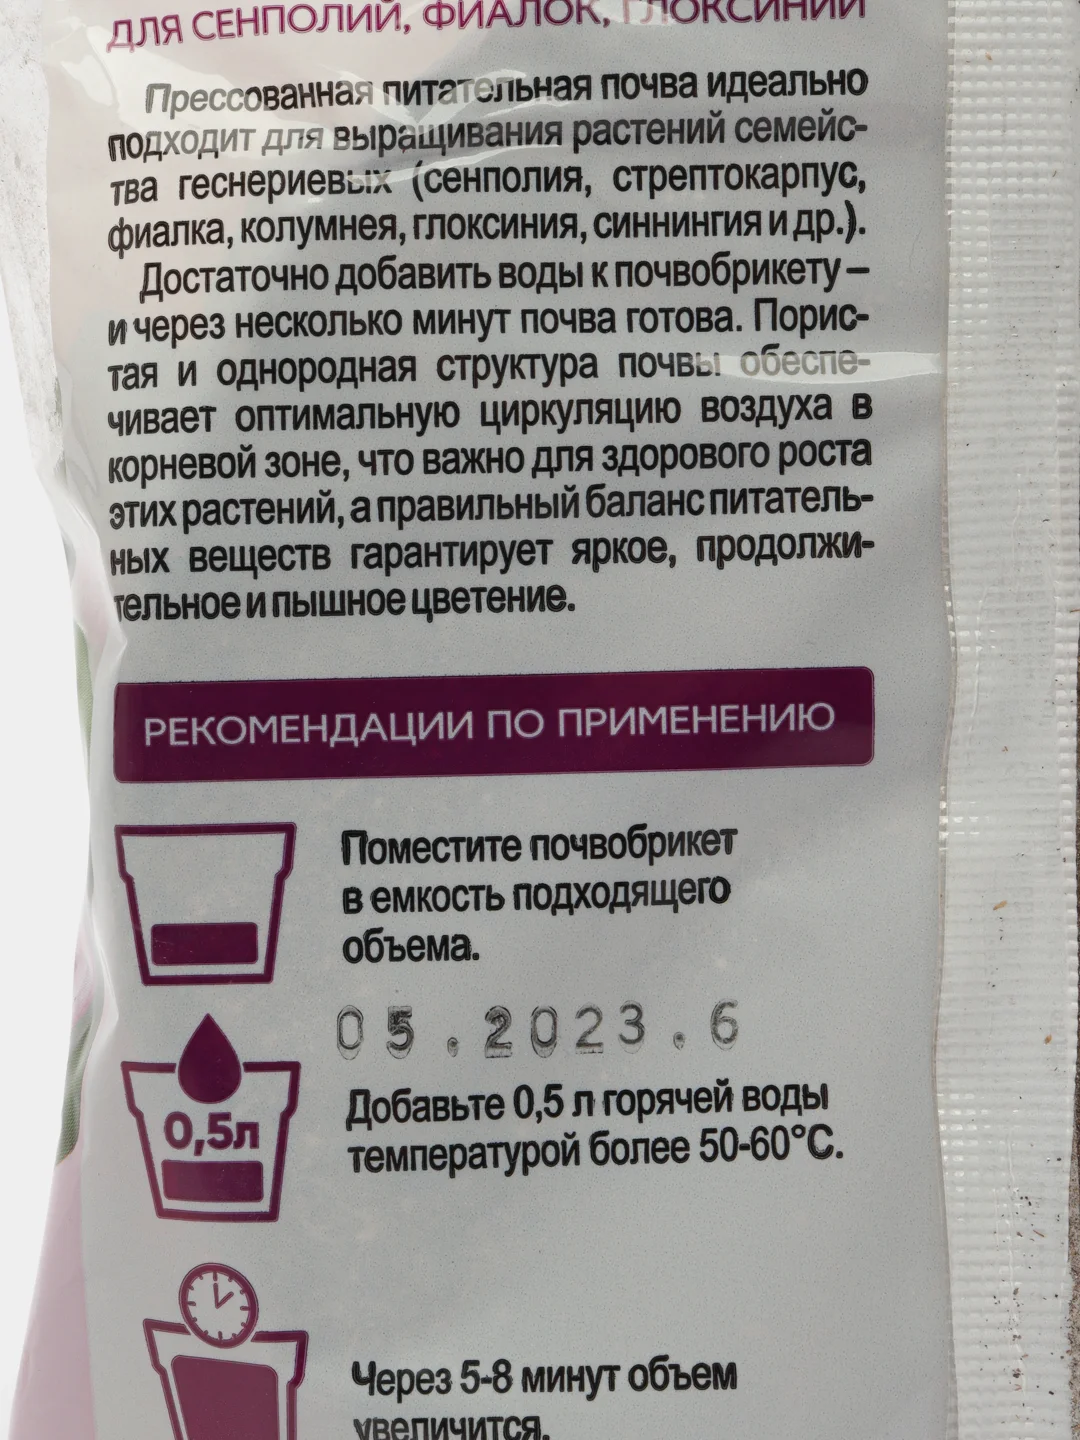 ДЛЯ СЕНПОЛИЙ, ФИАЛОК, ГЛОКСИНИЙ
Прессованная питательная почва идеально
подходит для выращивания растений семейс-
тва геснериевых (сенполия, стрептокарпус,
фиалка, колумнея, глоксиния, синнингия и др.).
Достаточно добавить воды к почвобрикету –
и через несколько минут почва готова. Порис-
тая и однородная структура почвы обеспе-
чивает оптимальную циркуляцию воздуха в
корневой зоне, что важно для здорового роста
этих растений, а правильный баланс питатель-
ных веществ гарантирует яркое, продолжи-
тельное и пышное цветение.
РЕКОМЕНДАЦИИ ПО ПРИМЕНЕНИЮ
Поместите почвобрикет
в емкость подходящего
объема.
05.2023.6
0,5л
Добавьте 0,5 л горячей воды
температурой более 50-60°С.
Через 5-8 минут объем
увеличится.